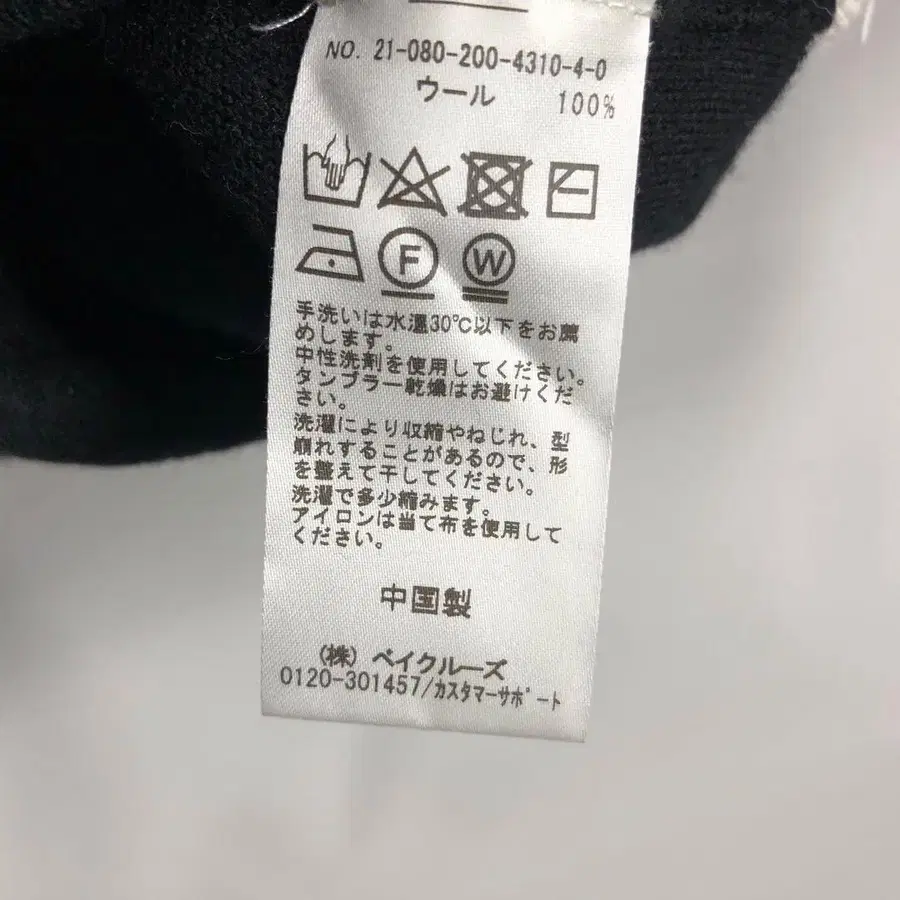 NO. 21-080-200-4310-4-0
ウール 100%
F W
手洗いは水温30℃以下をお薦
めします。
中性洗剤を使用してください。
タンブラー乾燥はお避けくだ
さい。
洗濯により収縮やねじれ、型
崩れすることがあるので、形
を整えて干してください。
洗濯で多少縮みます。
アイロンは当て布を使用して
ください。
中国製
(株) ベイクルーズ
0120-301457/カスタマーサポート